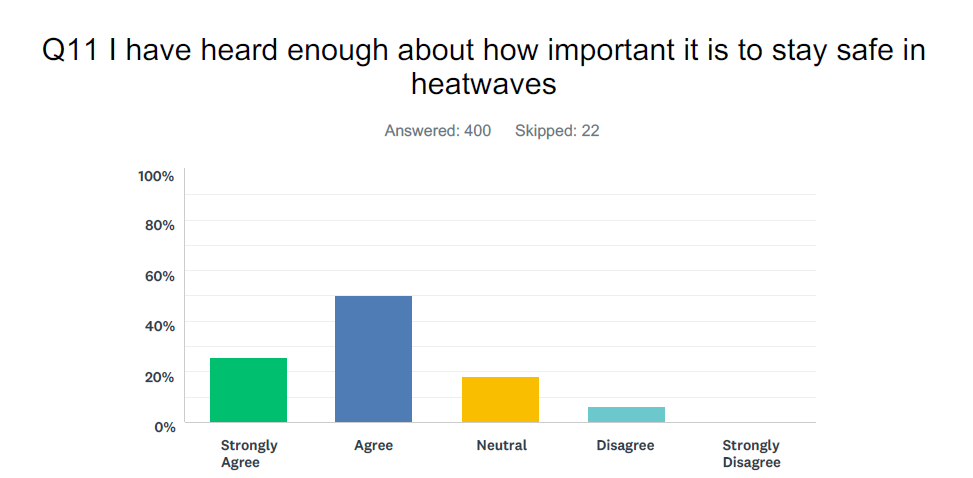 Q11 I have heard enough about how important it is to stay safe in
heatwaves
Answered: 400 Skipped: 22
100%
80%
60%
40%
20%
0%
Strongly Agree
Agree
Neutral
Disagree
Strongly Disagree